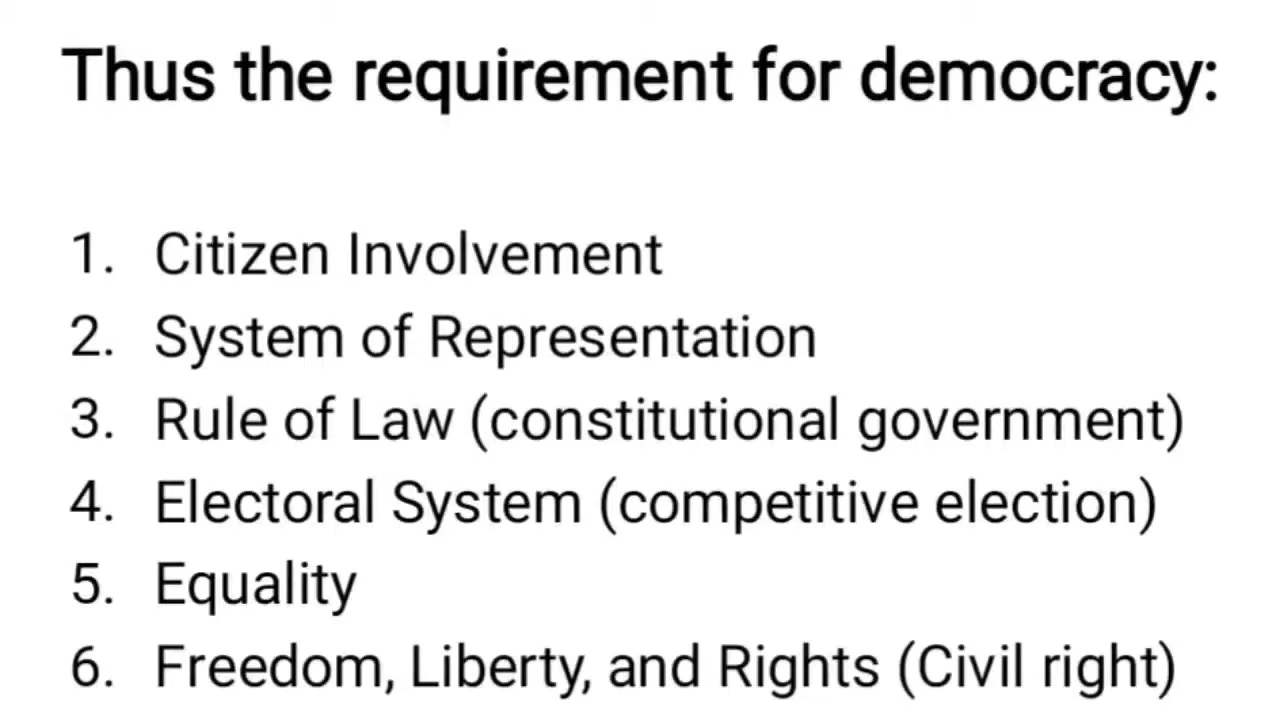 Thus the requirement for democracy:
1. Citizen Involvement
2. System of Representation
3. Rule of Law (constitutional government)
4. Electoral System (competitive election)
5. Equality
6. Freedom, Liberty, and Rights (Civil right)